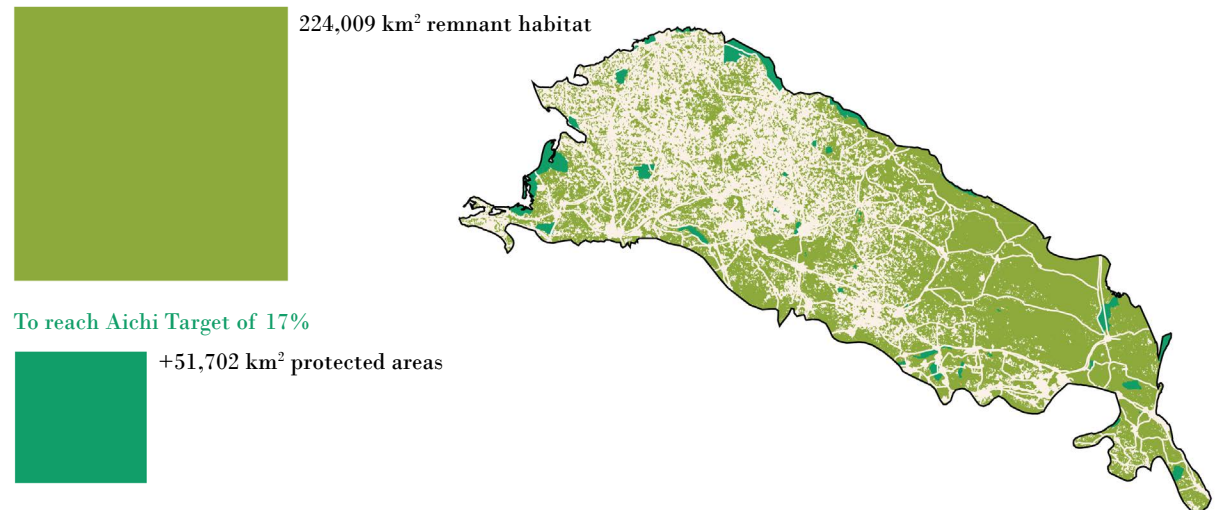 224,009 km² remnant habitat
To reach Aichi Target of 17%
+51,702 km² protected areas